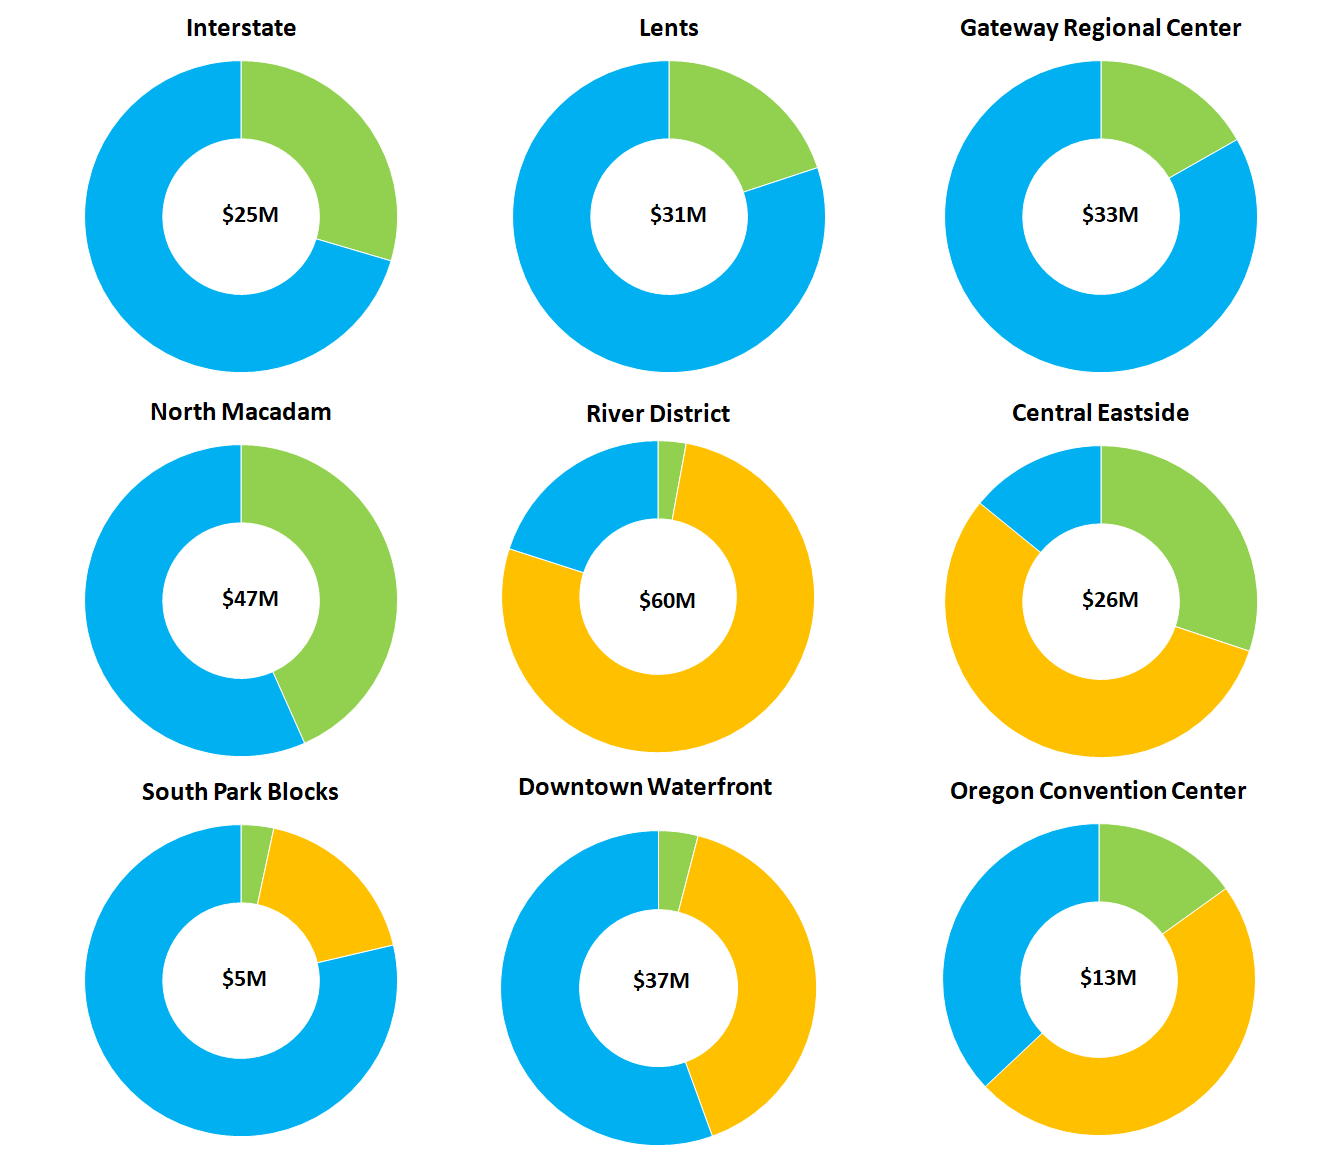 Interstate
Lents
Gateway Regional Center
$25M
$31M
$33M
North Macadam
River District
Central Eastside
$47M
$60M
$26M
South Park Blocks
Downtown Waterfront
Oregon Convention Center
$5M
$37M
$13M